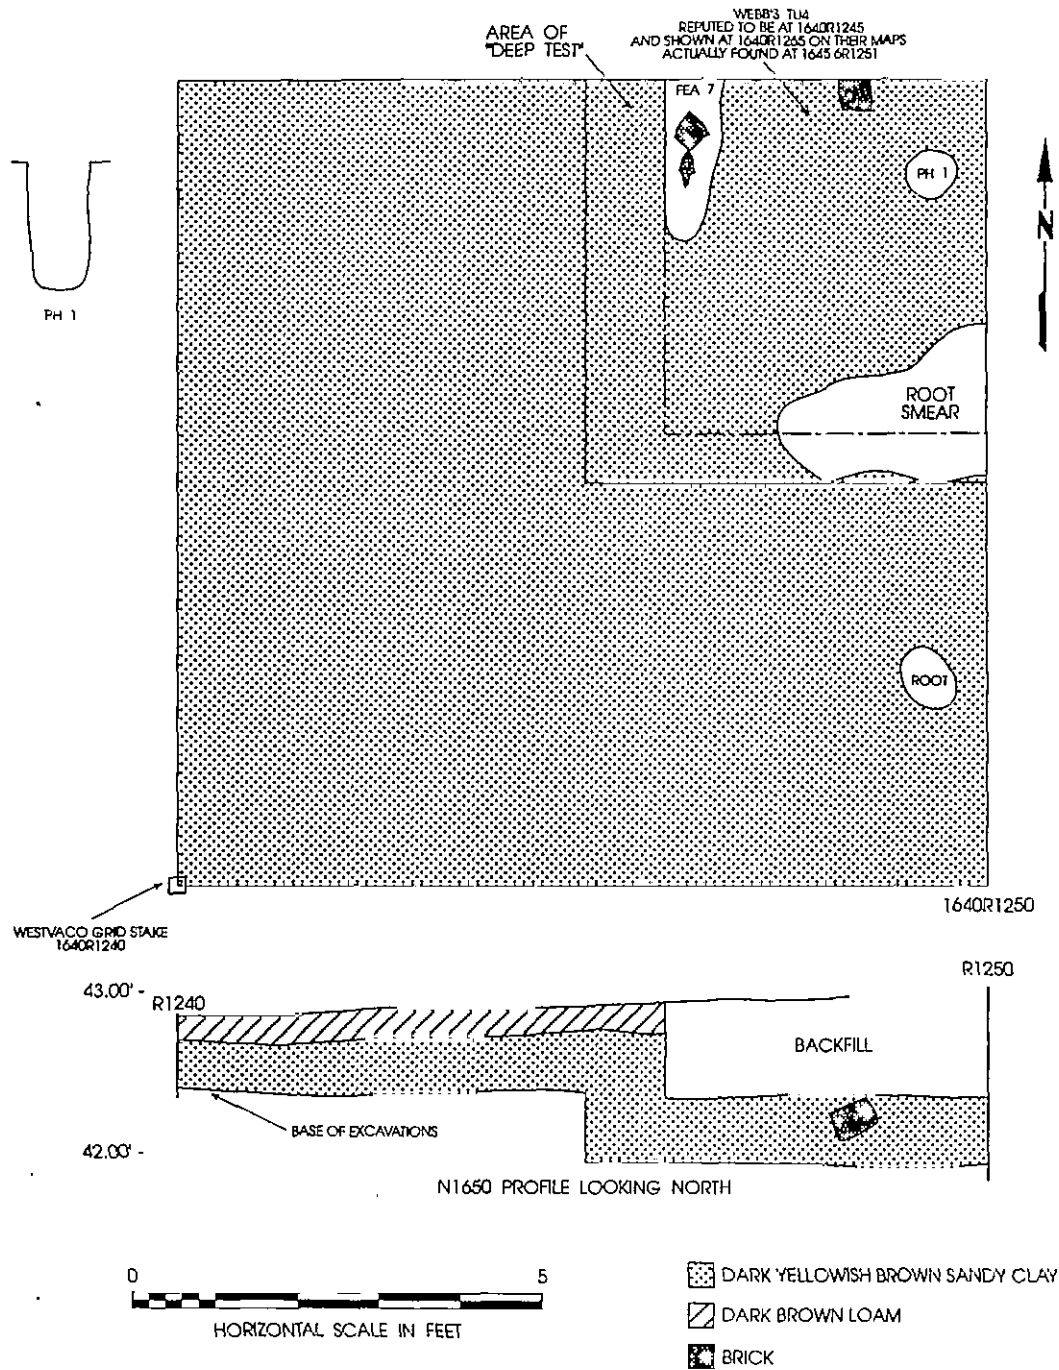 AREA OF
"DEEP TEST"
WEBB'S TU4
REPUTED TO BE AT 1640R1245
AND SHOWN AT 1640R1265 ON THEIR MAPS
ACTUALLY FOUND AT 1645.6R1251
FEA 7
PH 1
N
PH 1
ROOT
SMEAR
ROOT
1640R1250
WESTVACO GRID STAKE
1640R1240
43.00' -
R1240
R1250
BACKFILL
BASE OF EXCAVATIONS
42.00' -
N1650 PROFILE LOOKING NORTH
0 5
HORIZONTAL SCALE IN FEET
DARK YELLOWISH BROWN SANDY CLAY
DARK BROWN LOAM
BRICK